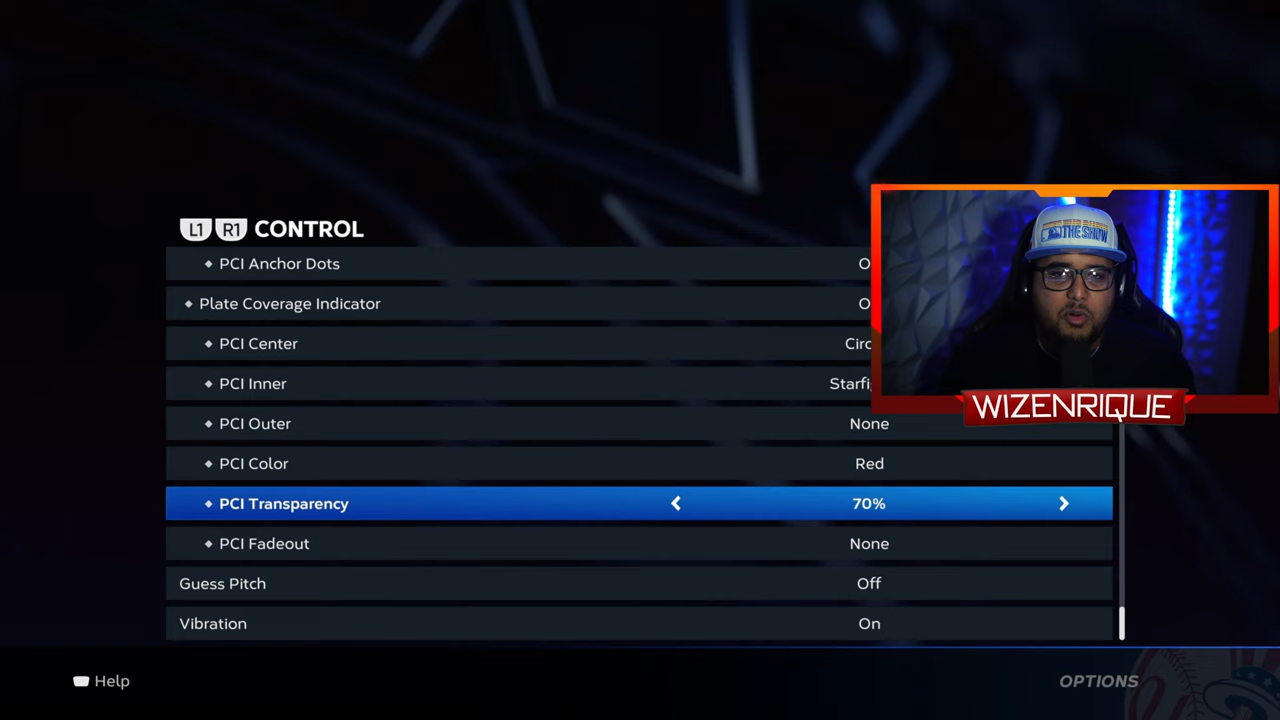 L1 R1 CONTROL
PCI Anchor Dots
Plate Coverage Indicator
PCI Center
PCI Inner
PCI Outer None
PCI Color Red
PCI Transparency 70%
PCI Fadeout None
Guess Pitch Off
Vibration On
THE SHOW
WIZENRIQUE
Help
OPTIONS